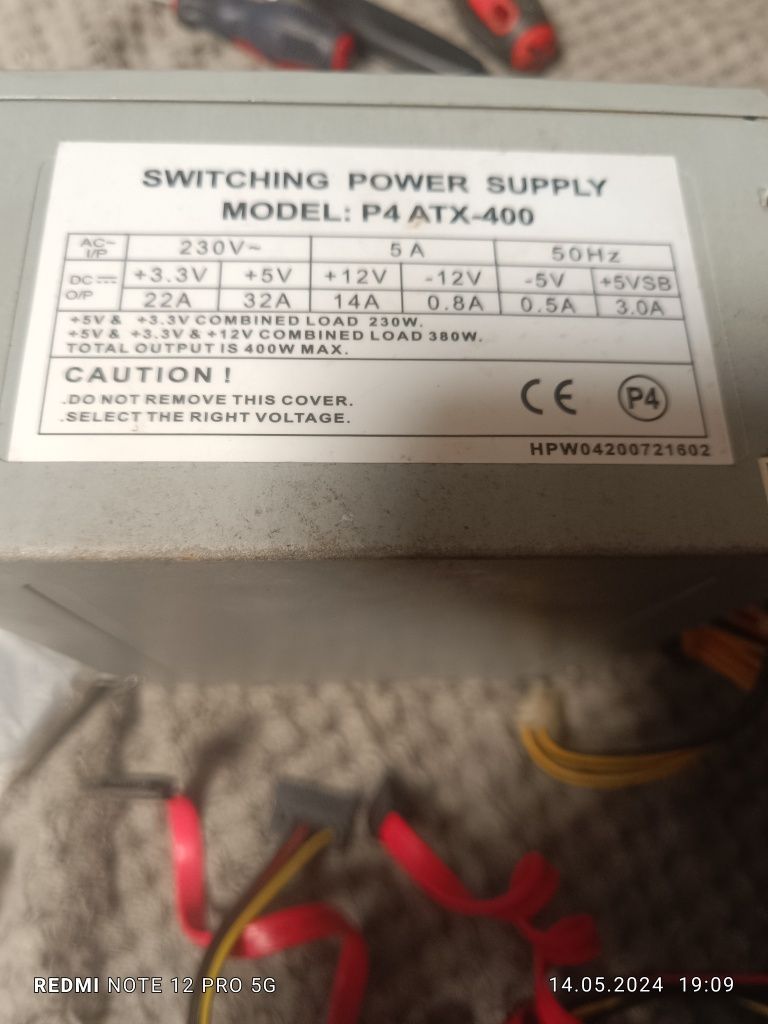 SWITCHING POWER SUPPLY
MODEL: P4 ATX-400
AC~ I/P 230V~ 5A 50Hz
DC⎓ O/P +3.3V +5V +12V -12V -5V +5VSB
22A 32A 14A 0.8A 0.5A 3.0A
+5V & +3.3V COMBINED LOAD 230W.
+5V & +3.3V & +12V COMBINED LOAD 380W.
TOTAL OUTPUT IS 400W MAX.
CAUTION !
.DO NOT REMOVE THIS COVER.
.SELECT THE RIGHT VOLTAGE.
CE P4
HPW04200721602
REDMI NOTE 12 PRO 5G
14.05.2024 19:09